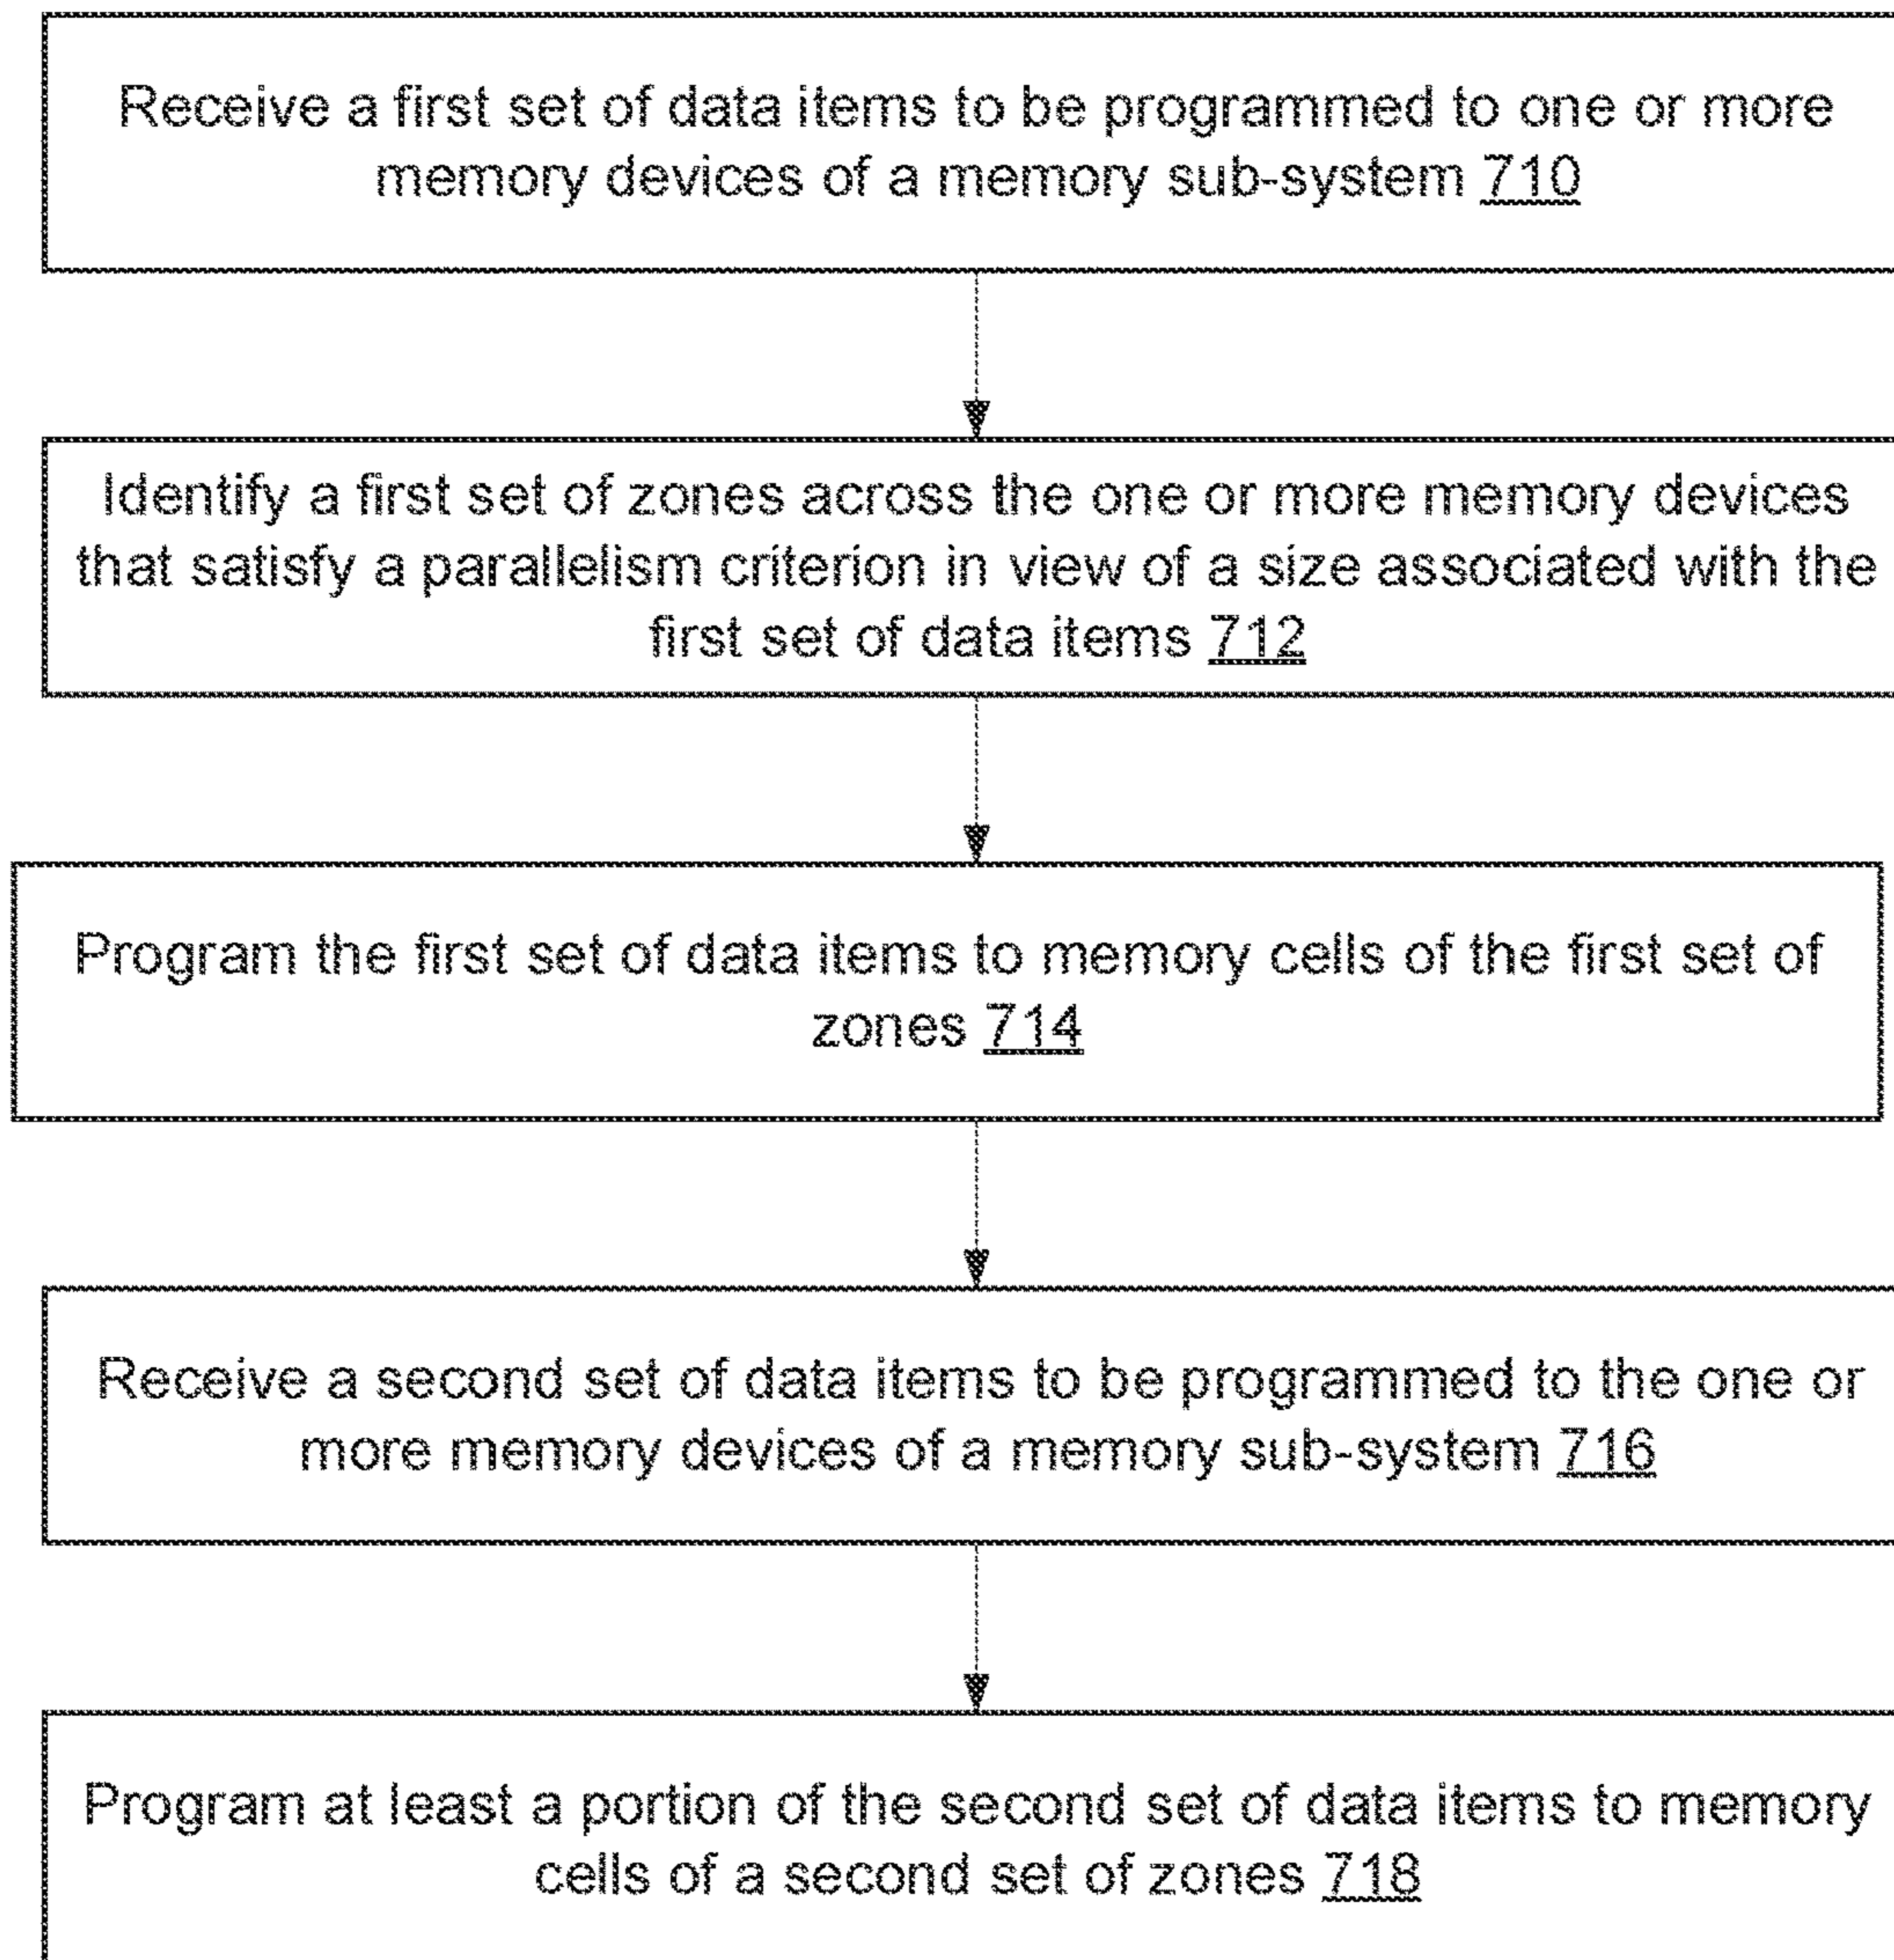 Receive a first set of data items to be programmed to one or more
memory devices of a memory sub-system 710
Identify a first set of zones across the one or more memory devices
that satisfy a parallelism criterion in view of a size associated with the
first set of data items 712
Program the first set of data items to memory cells of the first set of
zones 714
Receive a second set of data items to be programmed to the one or
more memory devices of a memory sub-system 716
Program at least a portion of the second set of data items to memory
cells of a second set of zones 718